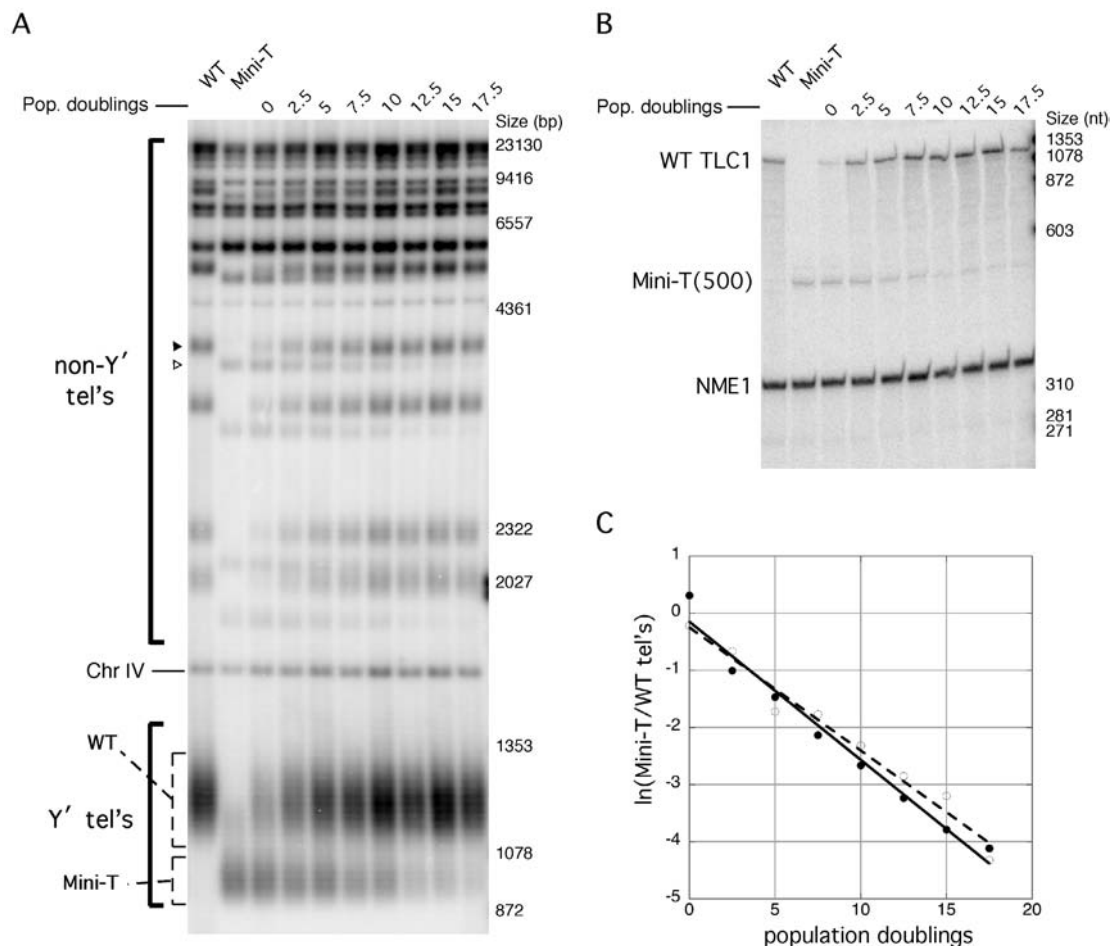 A
WT
Mini-T
Pop. doublings
0
2.5
5
7.5
10
12.5
15
17.5
Size (bp)
23130
9416
6557
4361
non-Y′
tel's
2322
2027
Chr IV
1353
WT
Y′ tel's
1078
Mini-T
872
B
WT
Mini-T
Pop. doublings
0
2.5
5
7.5
10
12.5
15
17.5
Size (nt)
1353
WT TLC1
1078
872
603
Mini-T(500)
NME1
310
281
271
C
1
0
-1
-2
-3
-4
-5
ln(Mini-T/WT tel's)
0
5
10
15
20
population doublings